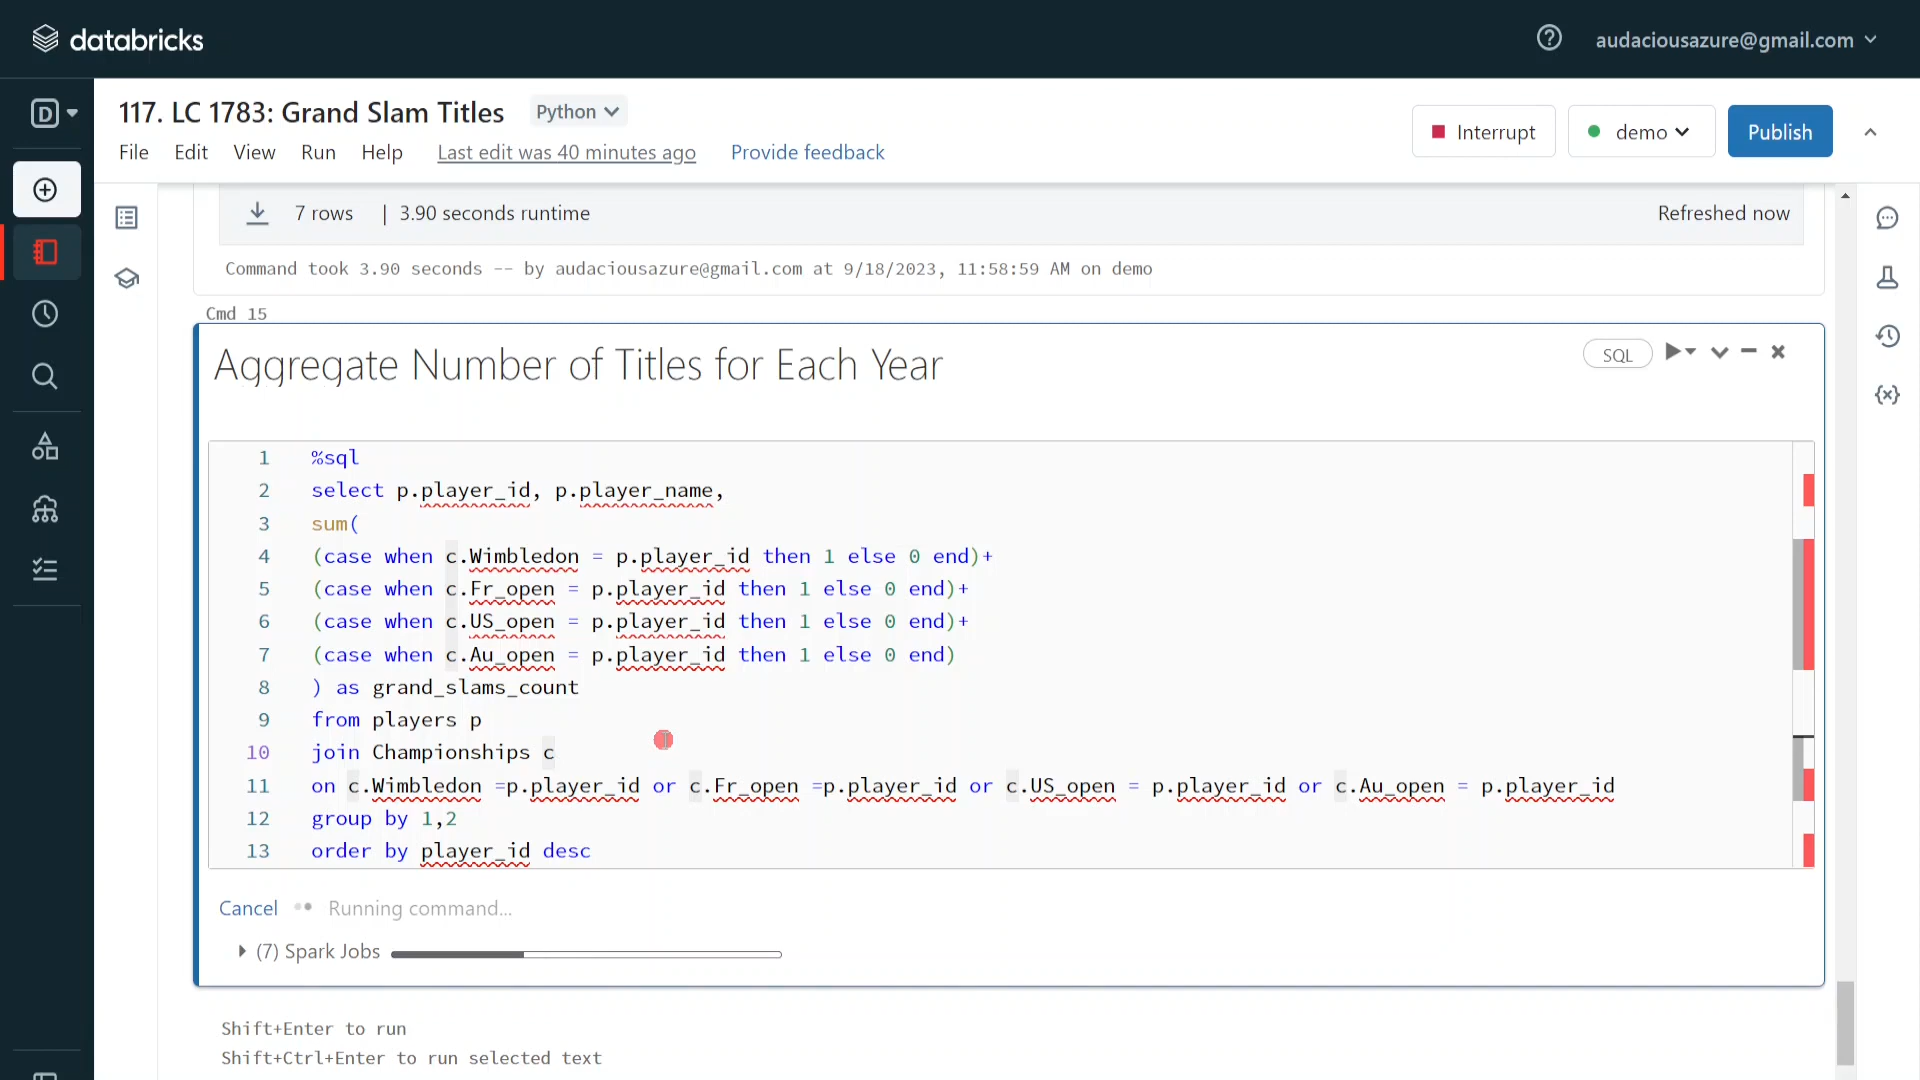 databricks
audaciousazure@gmail.com
D
117. LC 1783: Grand Slam Titles
Python
File Edit View Run Help Last edit was 40 minutes ago Provide feedback
Interrupt
demo
Publish
7 rows | 3.90 seconds runtime
Refreshed now
Command took 3.90 seconds -- by audaciousazure@gmail.com at 9/18/2023, 11:58:59 AM on demo
Cmd 15
Aggregate Number of Titles for Each Year
SQL
1 %sql
2 select p.player_id, p.player_name,
3 sum(
4 (case when c.Wimbledon = p.player_id then 1 else 0 end)+
5 (case when c.Fr_open = p.player_id then 1 else 0 end)+
6 (case when c.US_open = p.player_id then 1 else 0 end)+
7 (case when c.Au_open = p.player_id then 1 else 0 end)
8 ) as grand_slams_count
9 from players p
10 join Championships c
11 on c.Wimbledon =p.player_id or c.Fr_open =p.player_id or c.US_open = p.player_id or c.Au_open = p.player_id
12 group by 1,2
13 order by player_id desc
Cancel Running command...
(7) Spark Jobs
Shift+Enter to run
Shift+Ctrl+Enter to run selected text